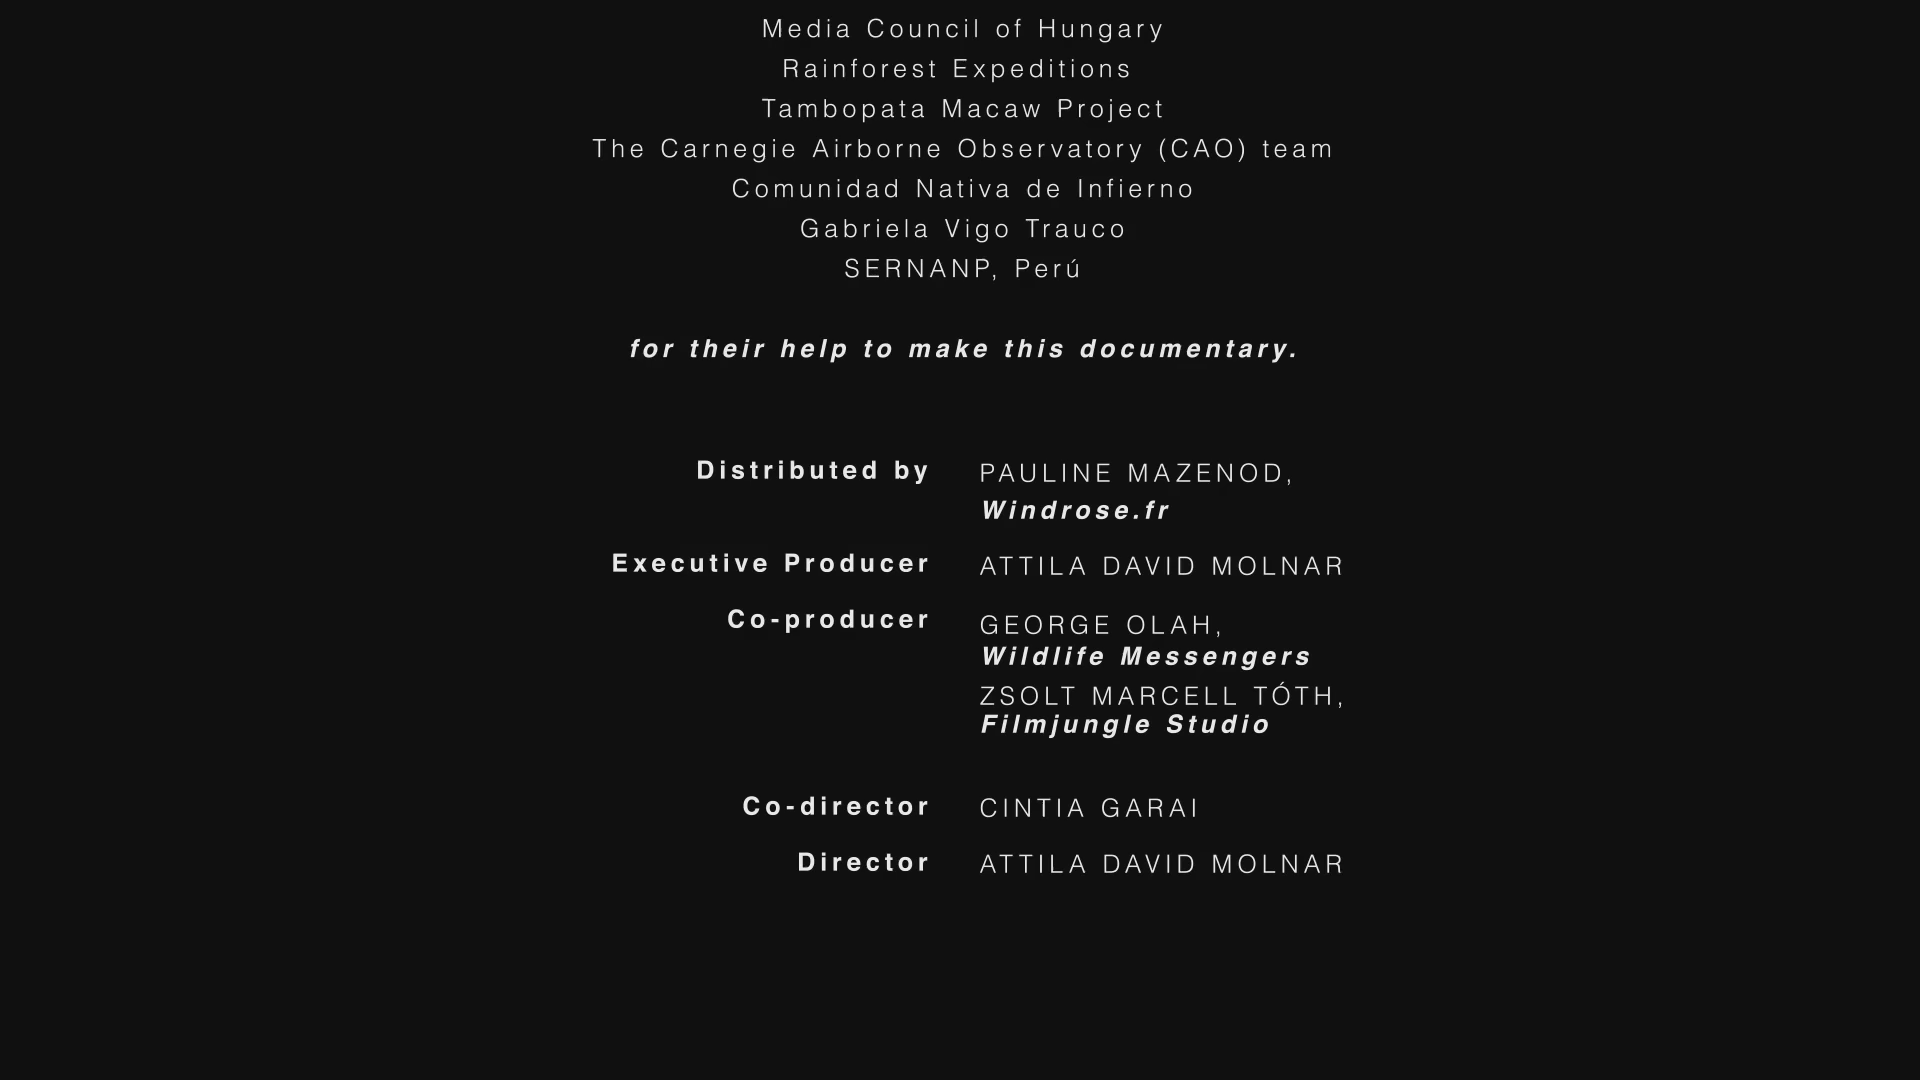 Media Council of Hungary
Rainforest Expeditions
Tambopata Macaw Project
The Carnegie Airborne Observatory (CAO) team
Comunidad Nativa de Infierno
Gabriela Vigo Trauco
SERNANP, Perú
for their help to make this documentary.
Distributed by PAULINE MAZENOD,
Windrose.fr
Executive Producer ATTILA DAVID MOLNAR
Co-producer GEORGE OLAH,
Wildlife Messengers
ZSOLT MARCELL TÓTH,
Filmjungle Studio
Co-director CINTIA GARAI
Director ATTILA DAVID MOLNAR